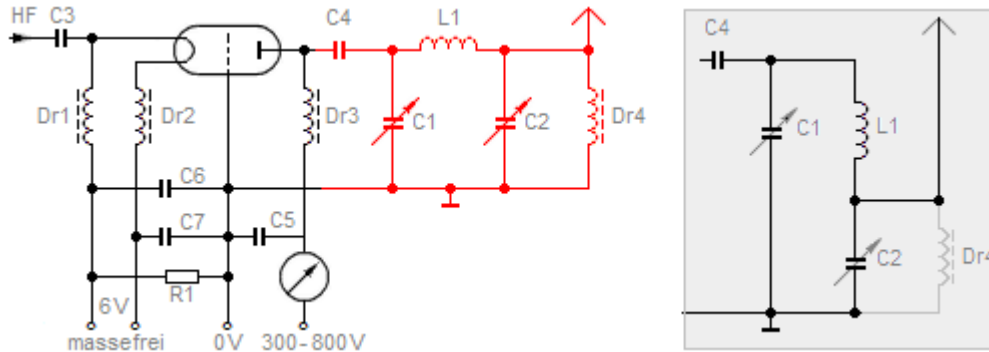 HF C3
C4
L1
C4
Dr1
Dr2
Dr3
C1
C2
Dr4
C1
L1
C6
C7
C5
C2
Dr4
R1
6V
massefrei
0V
300-800V